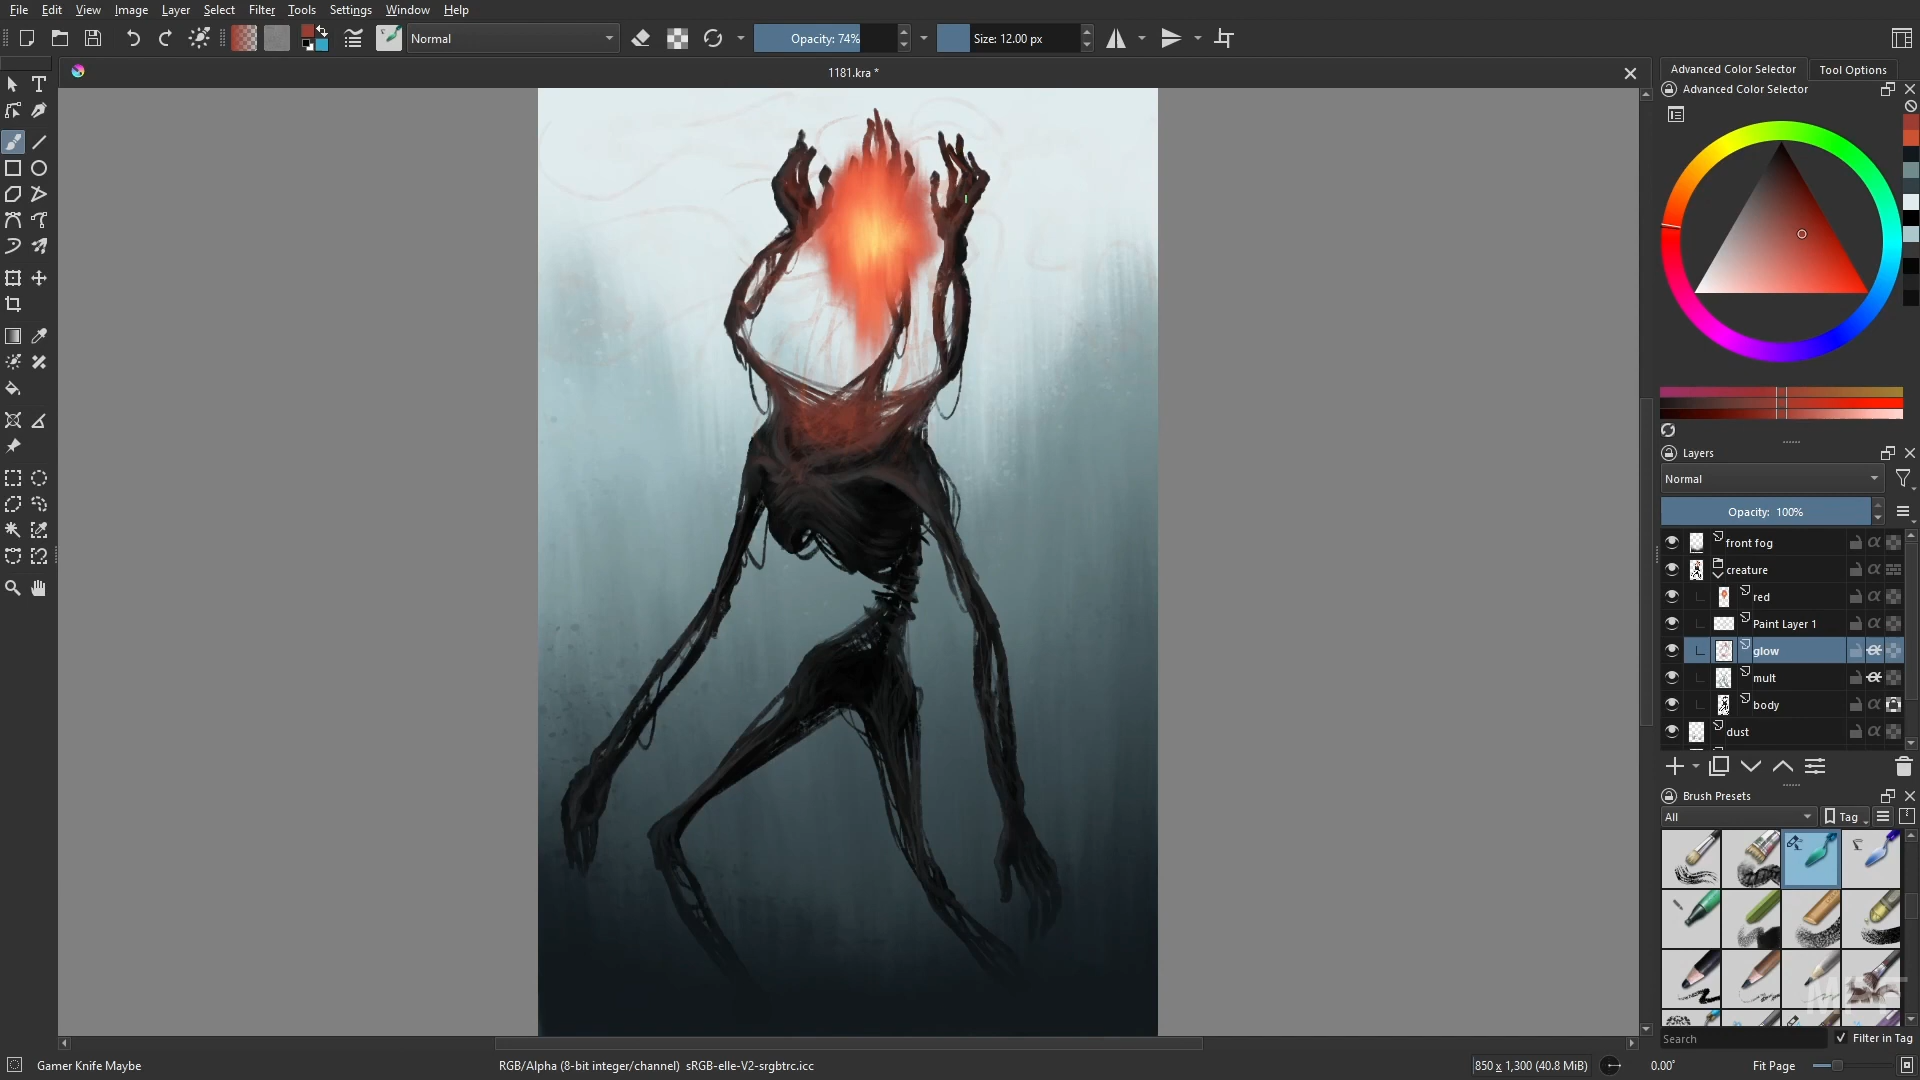 File Edit View Image Layer Select Filter Tools Settings Window Help
Normal Opacity: 74% Size: 12.00 px
1181.kra *
Advanced Color Selector Tool Options
Advanced Color Selector
Layers
Normal
Opacity: 100%
front fog
creature
red
Paint Layer 1
glow
mult
body
dust
Brush Presets
All Tag
Search Filter in Tag
Gamer Knife Maybe RGB/Alpha (8-bit integer/channel) sRGB-elle-V2-srgbtrc.icc 850 x 1,300 (40.8 MiB) 0.00° Fit Page